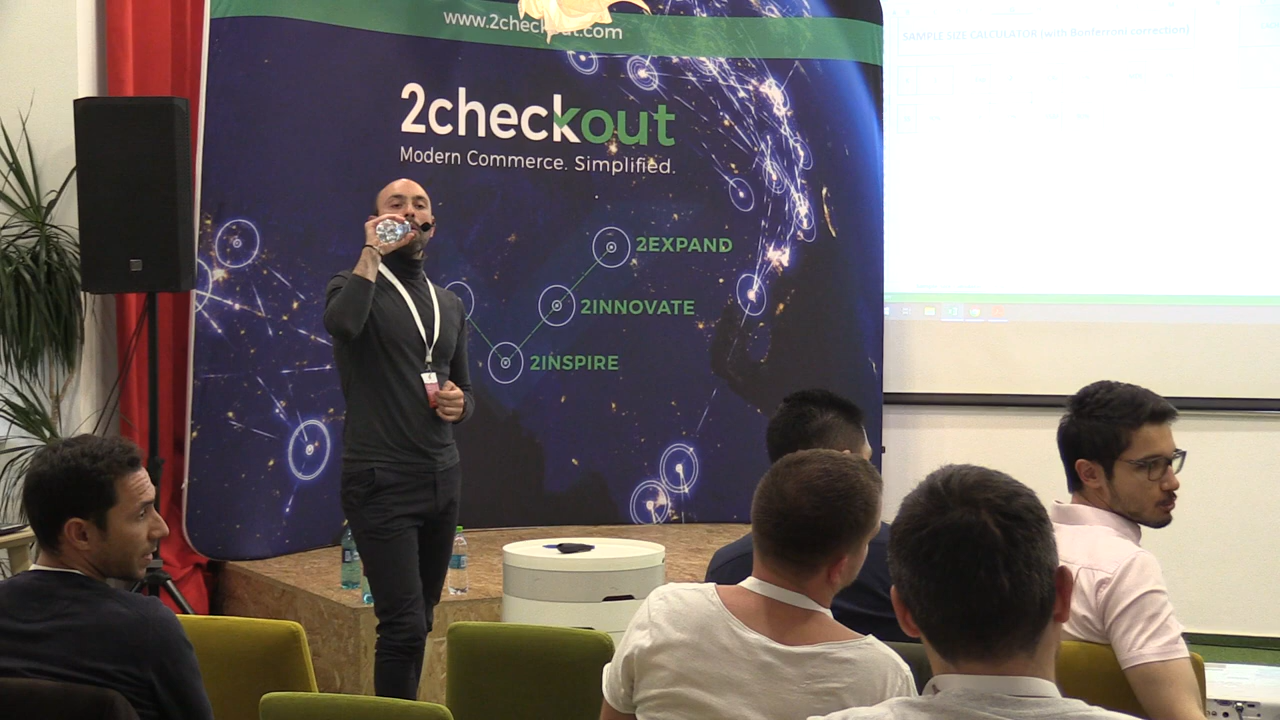 www.2checkout.com
2checkout
Modern Commerce. Simplified.
2EXPAND
2INNOVATE
2INSPIRE
SAMPLE SIZE CALCULATOR (with Bonferroni correction)